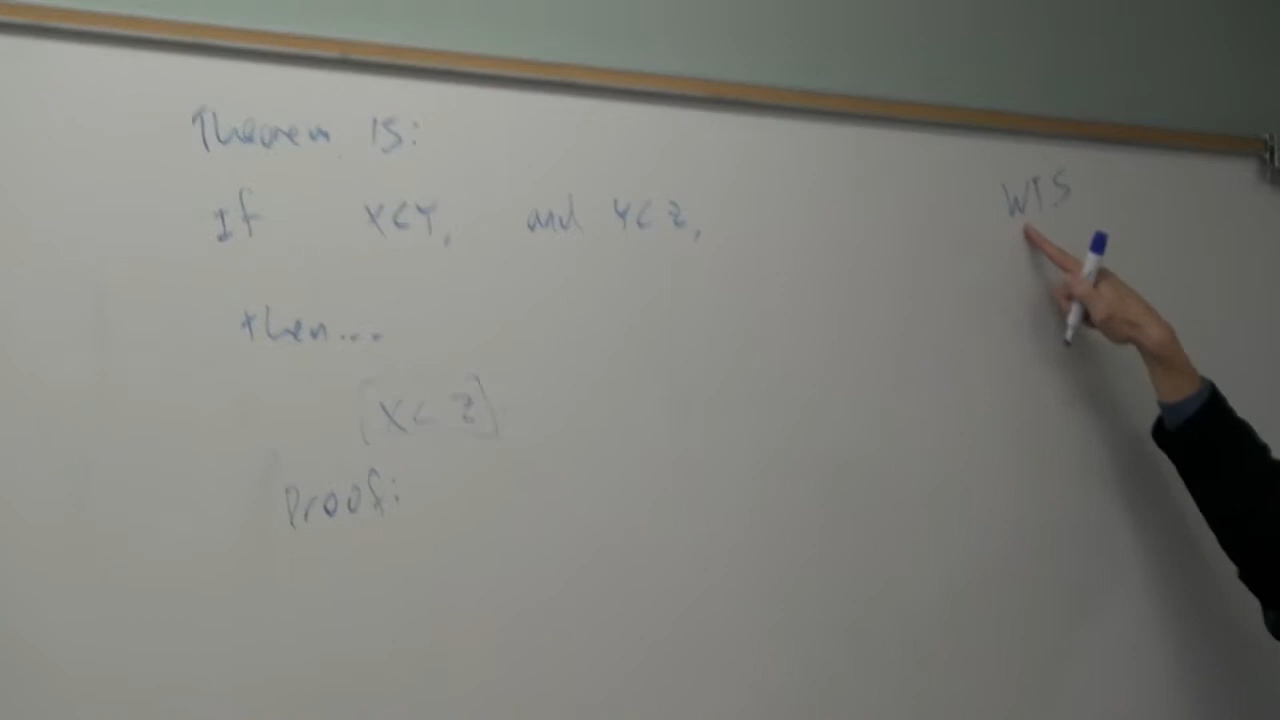 Theorem 15:
If X<Y, and Y<Z,
then...
[X<Z]
Proof:
WTS